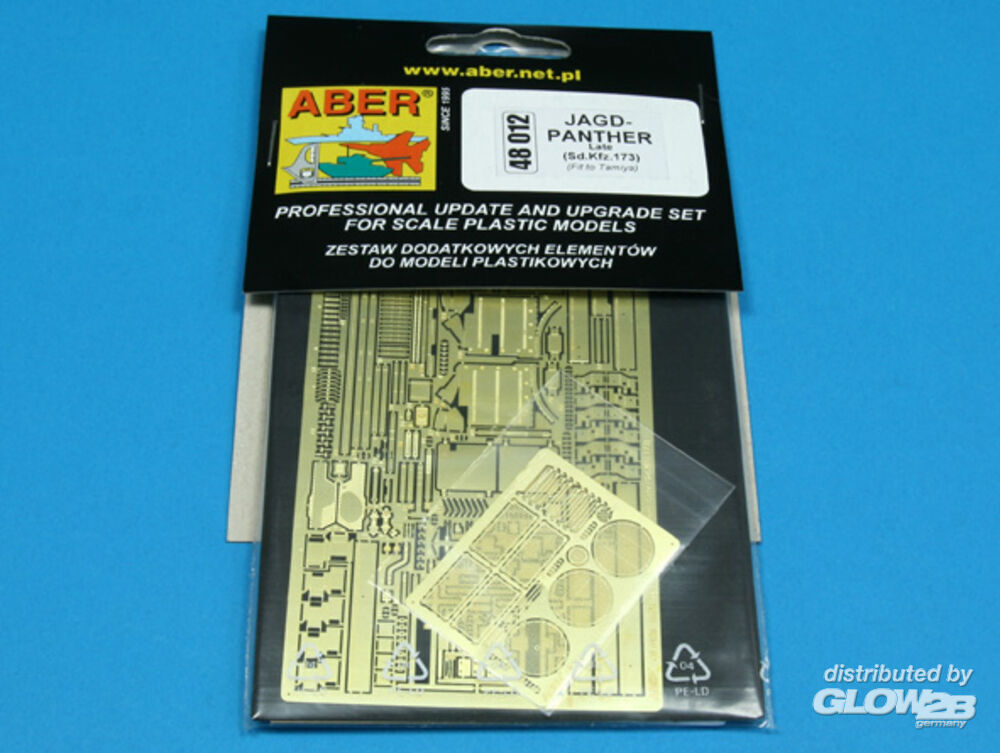 www.aber.net.pl
ABER®
SINCE 1995
48 012
JAGD-
PANTHER
Late
(Sd.Kfz.173)
(Fit to Tamiya)
PROFESSIONAL UPDATE AND UPGRADE SET
FOR SCALE PLASTIC MODELS
ZESTAW DODATKOWYCH ELEMENTÓW
DO MODELI PLASTIKOWYCH
04
PE-LD
distributed by
GLOW2B
germany